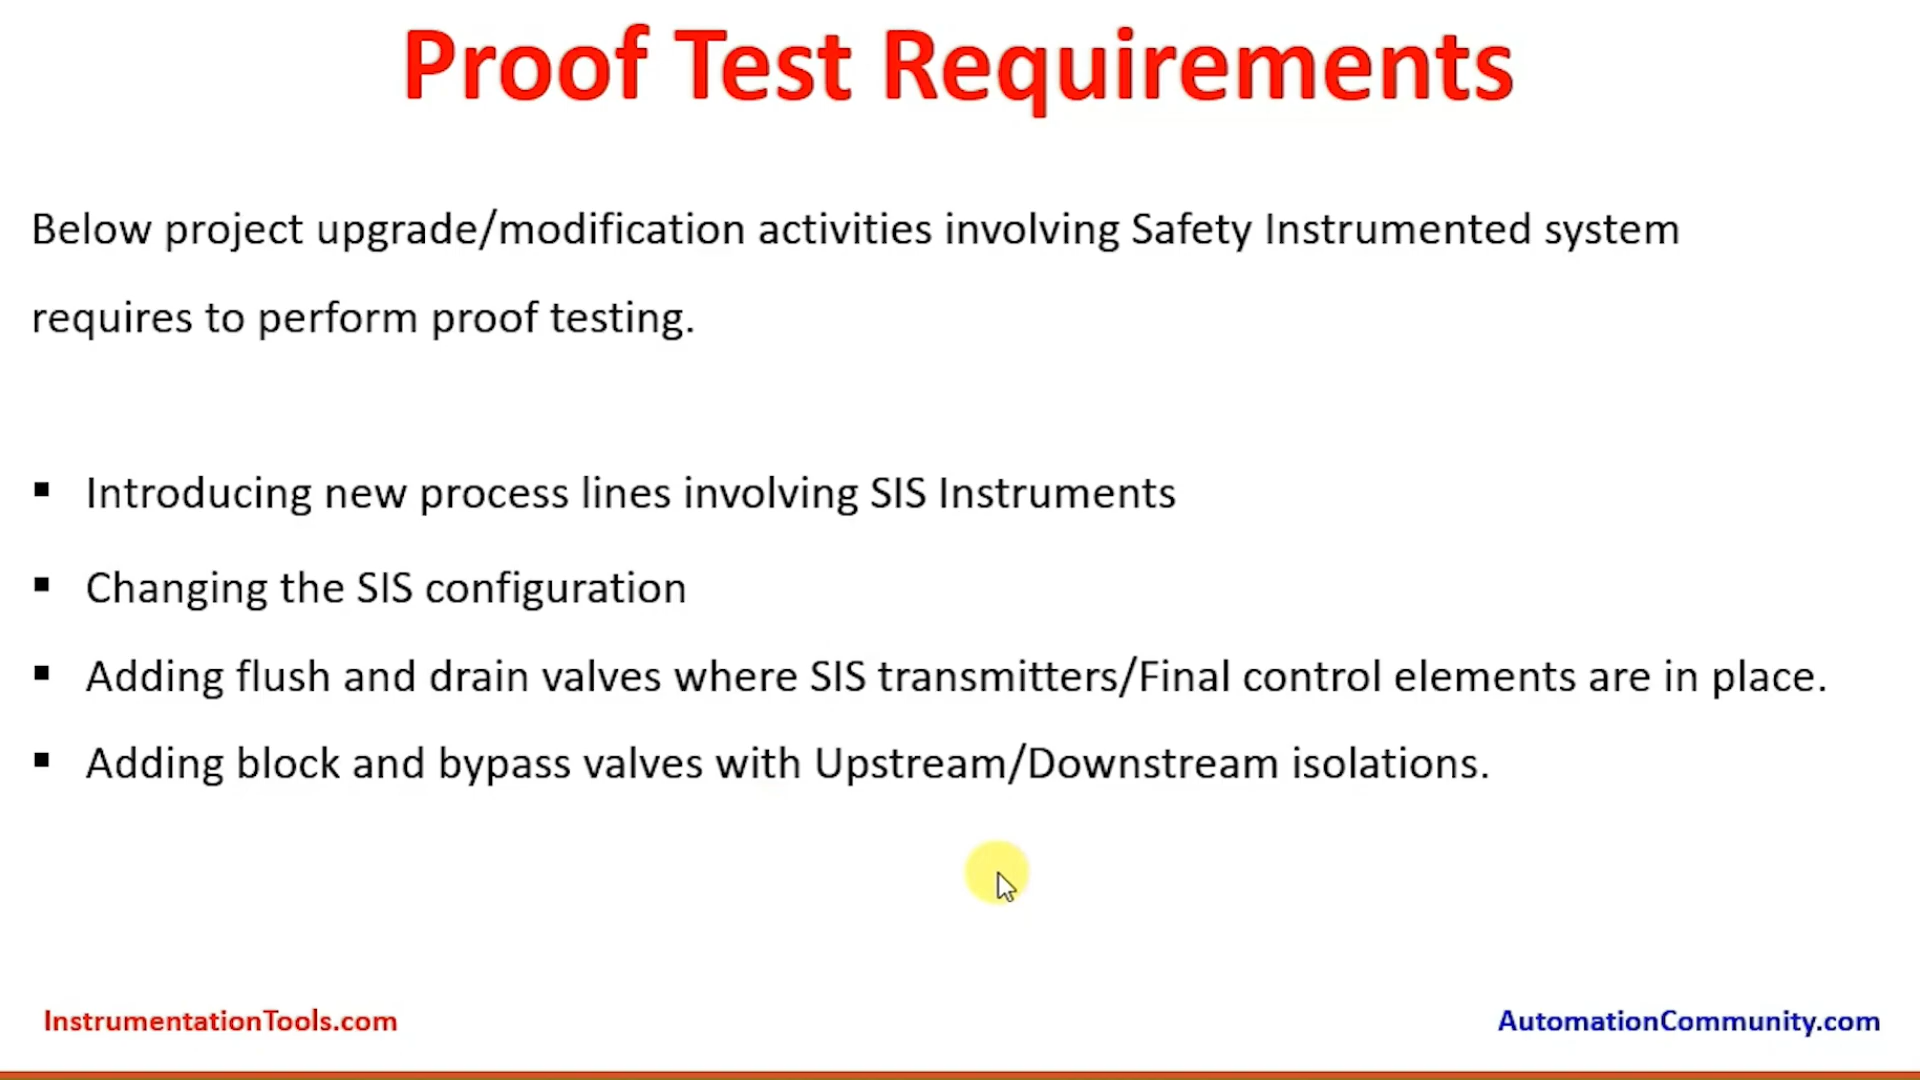 Proof Test Requirements
Below project upgrade/modification activities involving Safety Instrumented system
requires to perform proof testing.
▪ Introducing new process lines involving SIS Instruments
▪ Changing the SIS configuration
▪ Adding flush and drain valves where SIS transmitters/Final control elements are in place.
▪ Adding block and bypass valves with Upstream/Downstream isolations.
InstrumentationTools.com
AutomationCommunity.com